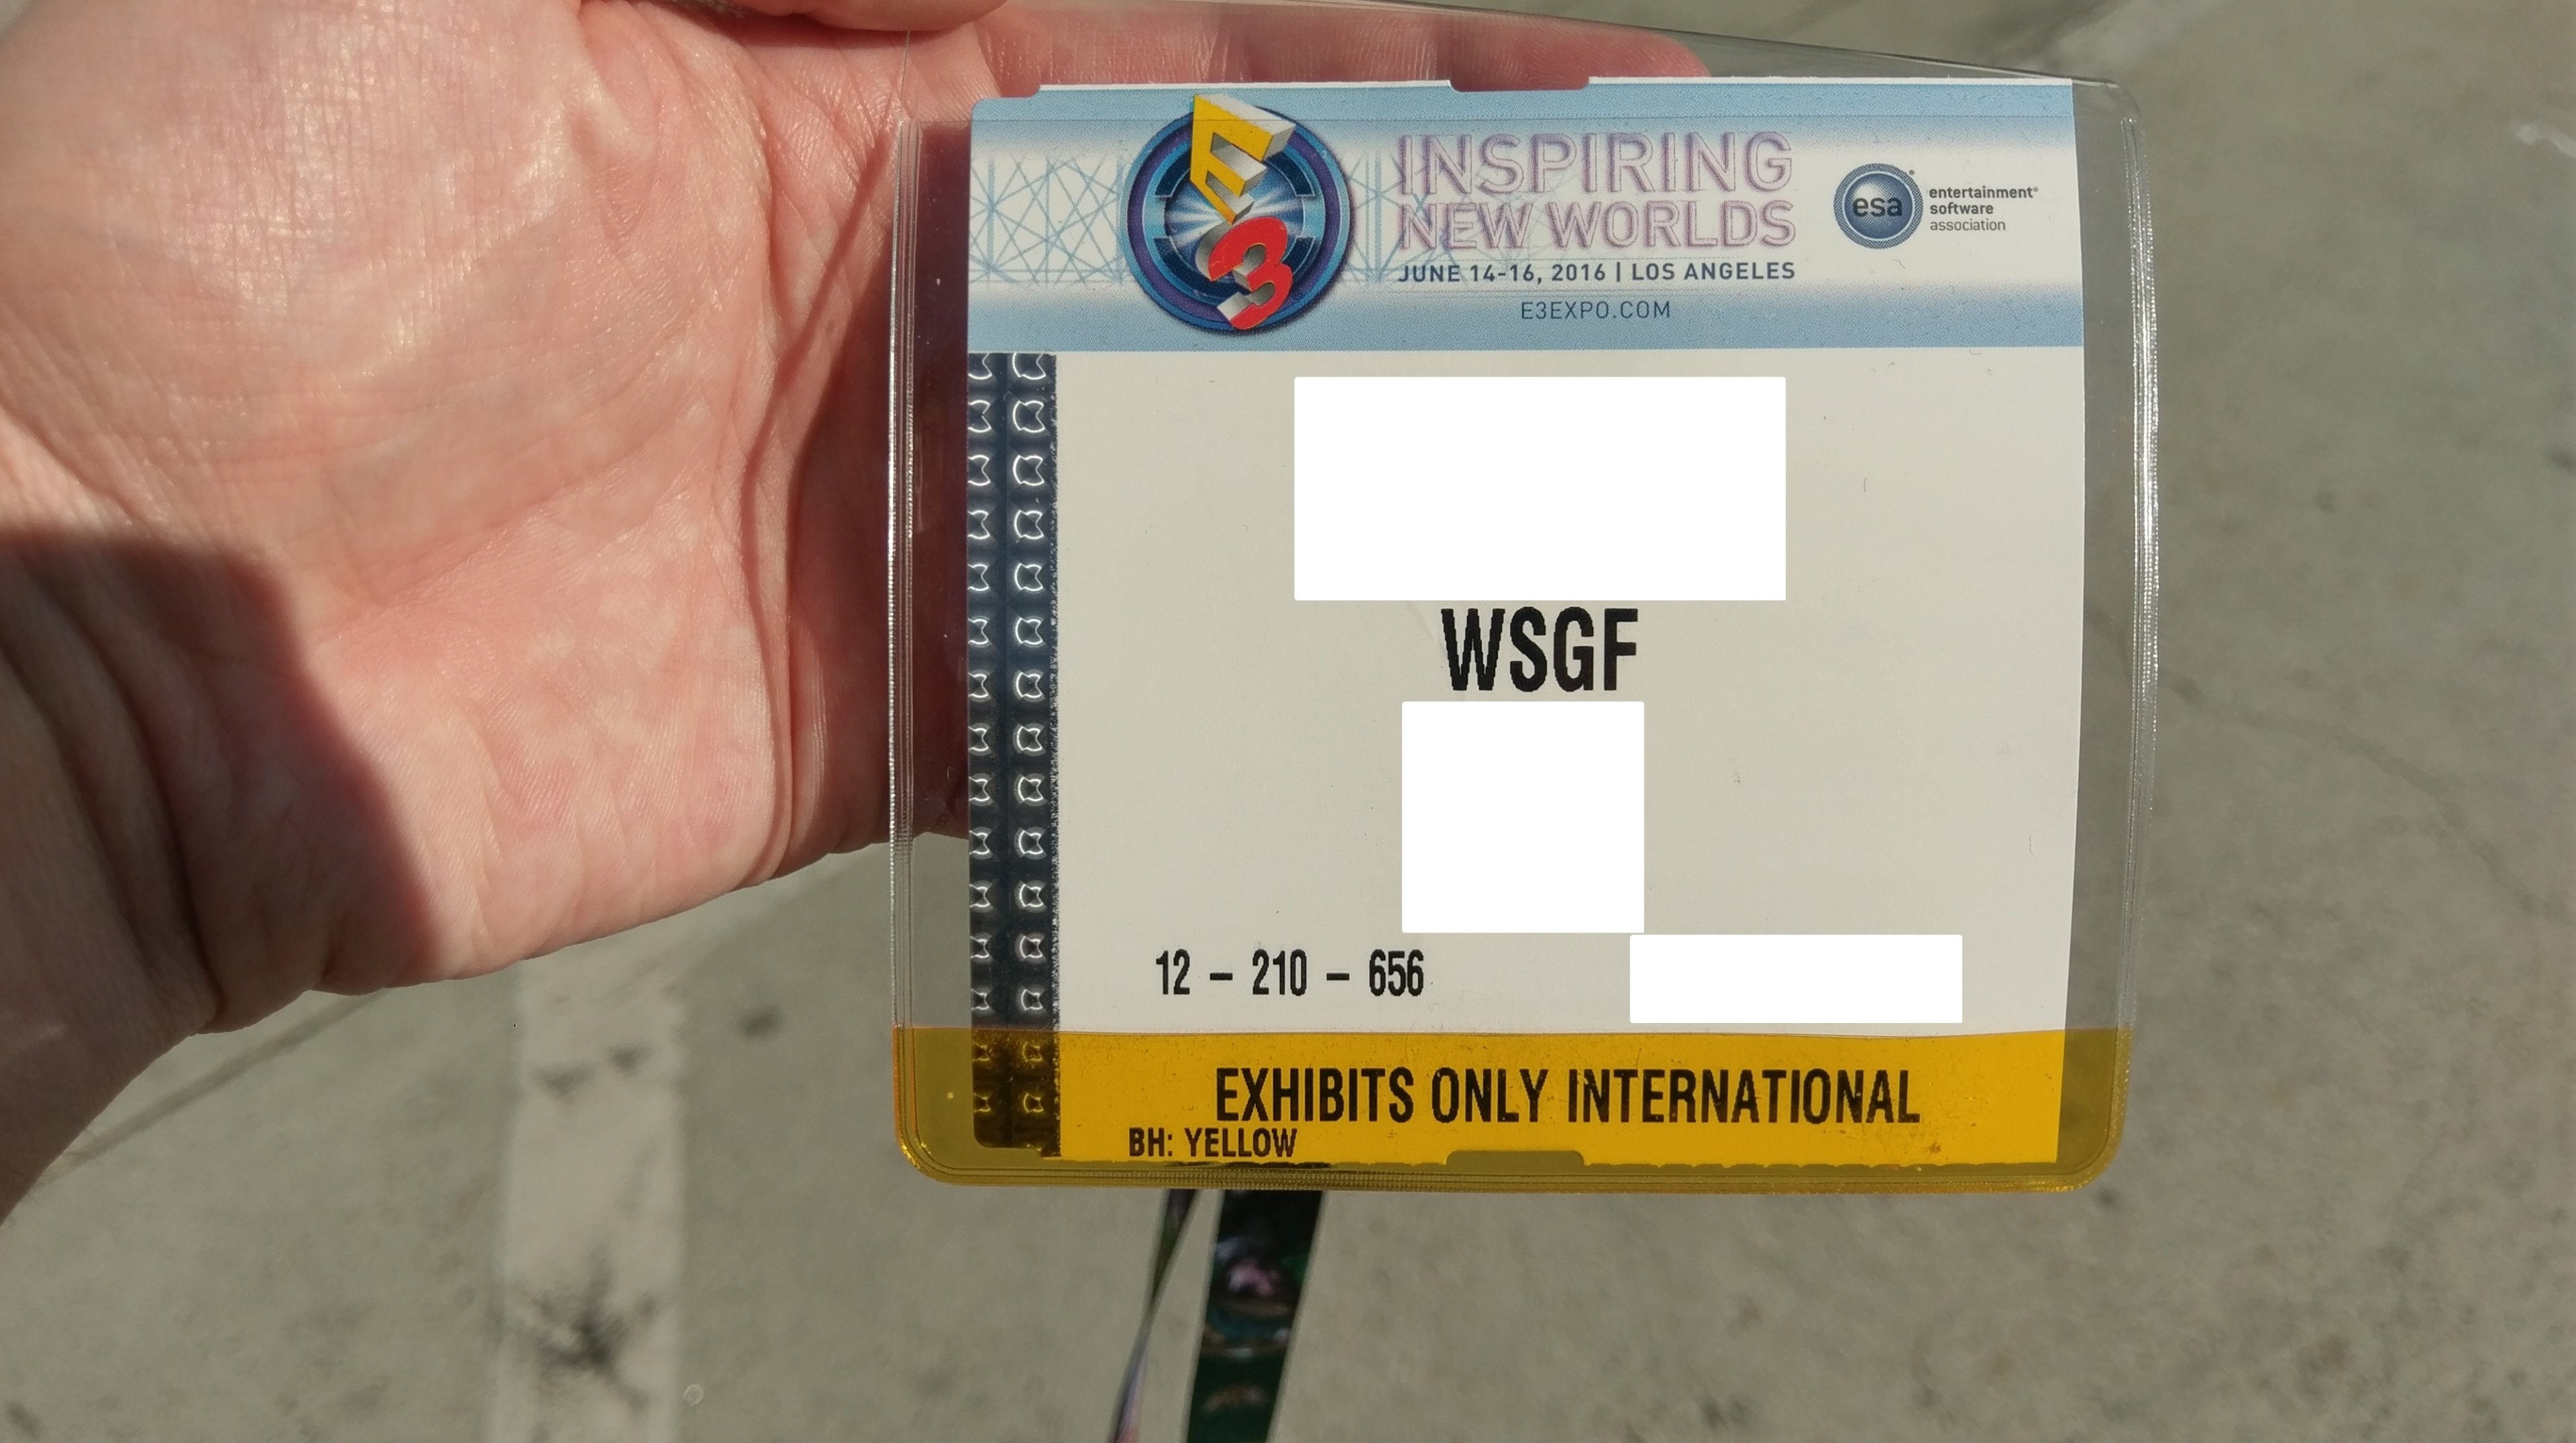 E3
INSPIRING
NEW WORLDS
JUNE 14-16, 2016 | LOS ANGELES
E3EXPO.COM
esa
entertainment®
software
association
WSGF
12 - 210 - 656
EXHIBITS ONLY INTERNATIONAL
BH: YELLOW